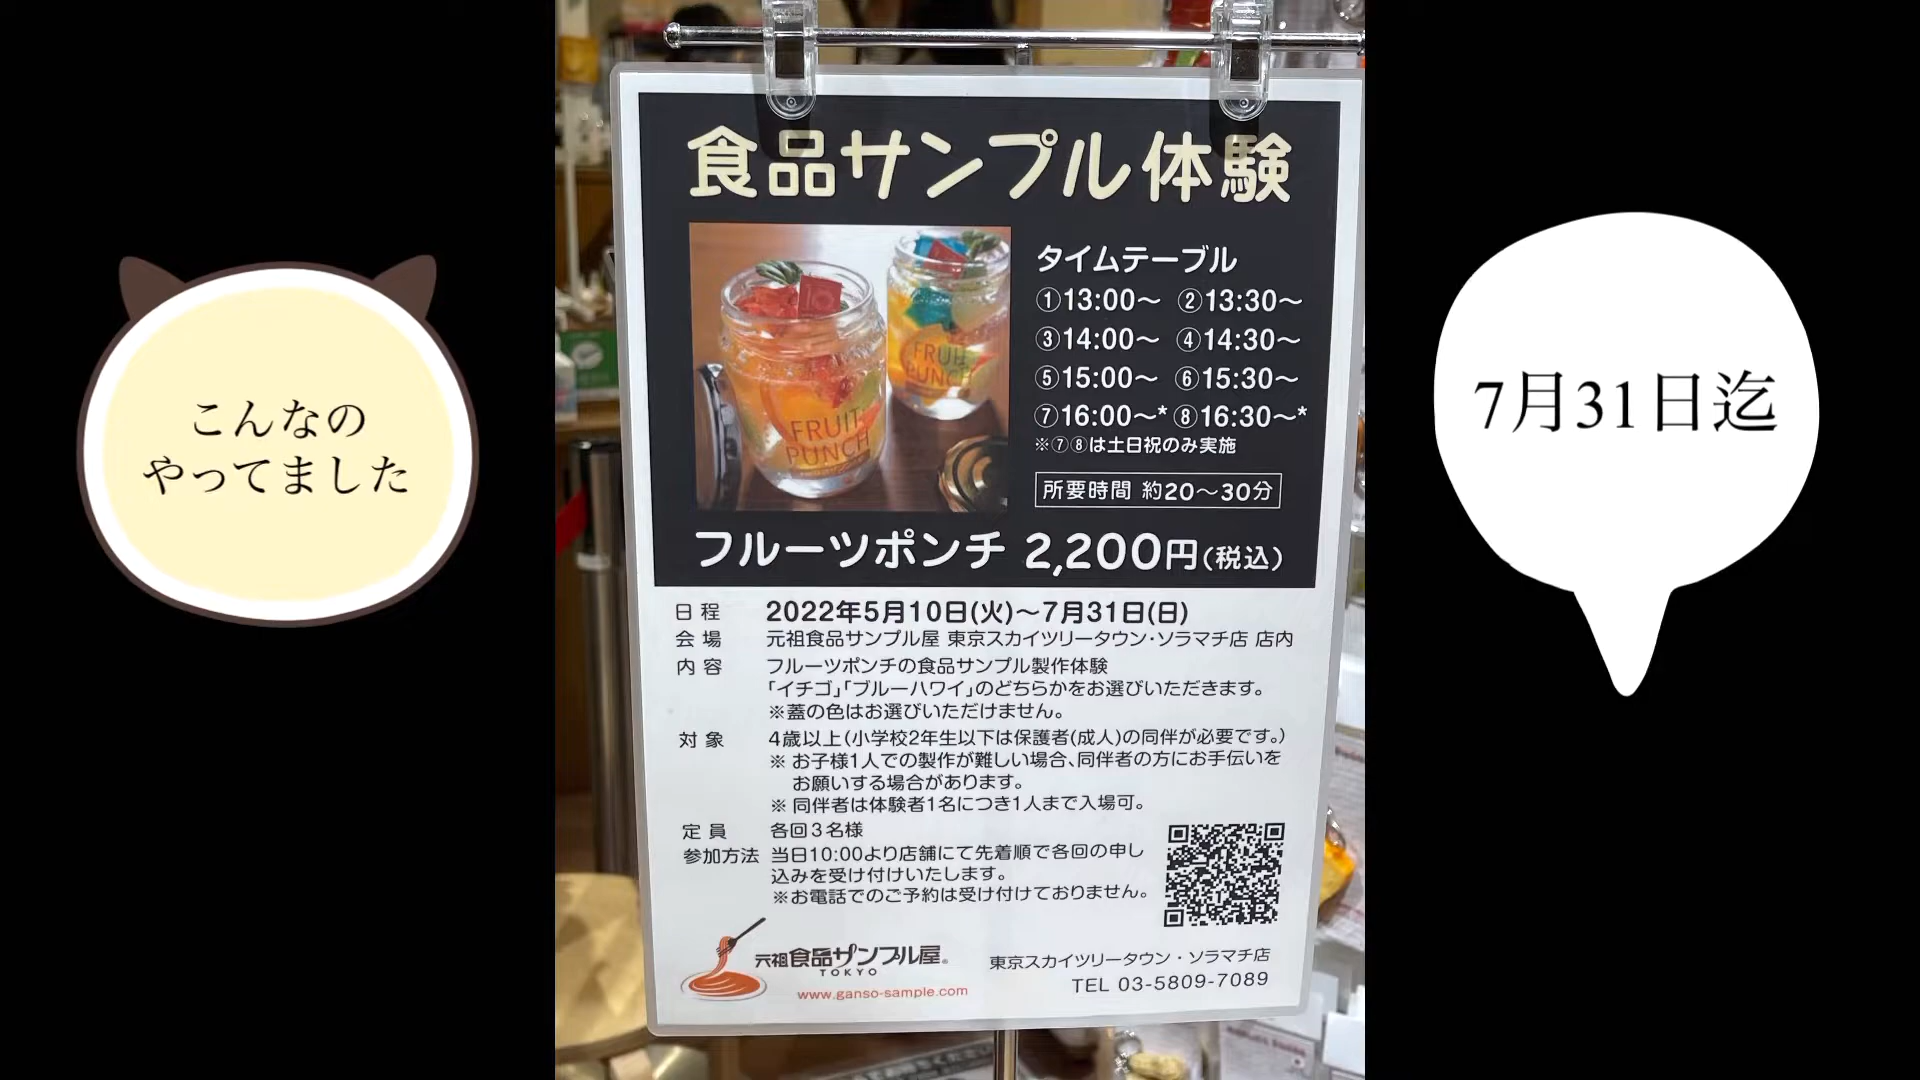 こんなの
やってました
食品サンプル体験
FRUIT
PUNCH
FRUIT
PUNCH
タイムテーブル
①13:00〜 ②13:30〜
③14:00〜 ④14:30〜
⑤15:00〜 ⑥15:30〜
⑦16:00〜* ⑧16:30〜*
※⑦⑧は土日祝のみ実施
所要時間 約20〜30分
フルーツポンチ 2,200円(税込)
日程 2022年5月10日(火)〜7月31日(日)
会場 元祖食品サンプル屋 東京スカイツリータウン・ソラマチ店 店内
内容 フルーツポンチの食品サンプル製作体験
「イチゴ」「ブルーハワイ」のどちらかをお選びいただきます。
※蓋の色はお選びいただけません。
対象 4歳以上(小学校2年生以下は保護者(成人)の同伴が必要です。)
※ お子様1人での製作が難しい場合、同伴者の方にお手伝いを
お願いする場合があります。
※ 同伴者は体験者1名につき1人まで入場可。
定員 各回3名様
参加方法 当日10:00より店舗にて先着順で各回の申し
込みを受け付けいたします。
※お電話でのご予約は受け付けておりません。
元祖食品サンプル屋®
TOKYO
www.ganso-sample.com
東京スカイツリータウン・ソラマチ店
TEL 03-5809-7089
7月31日迄